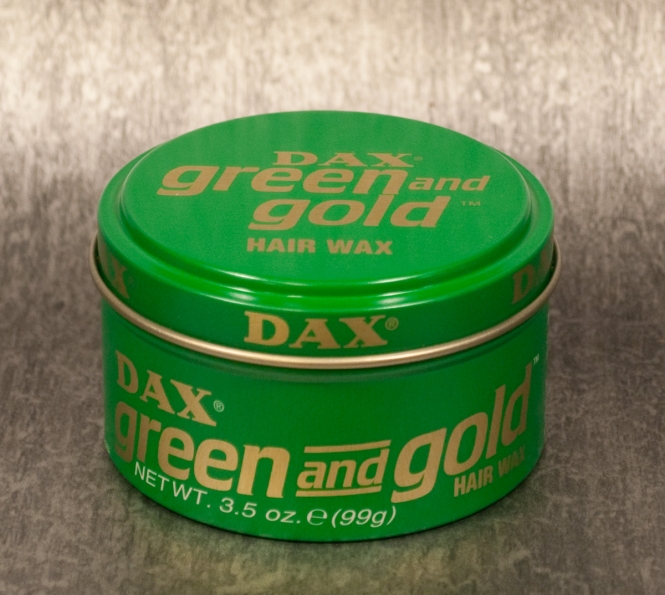 DAX®
green and
gold™
HAIR WAX
DAX®
DAX®
green and gold™
HAIR WAX
NET WT. 3.5 oz. ℮ (99g)